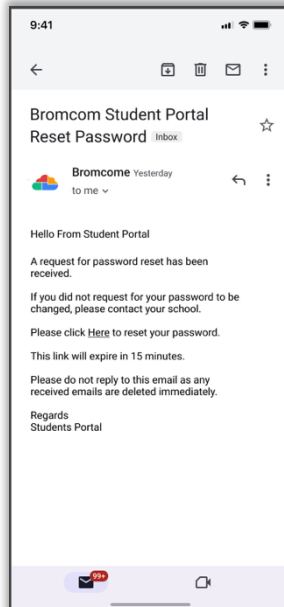 9:41
Bromcom Student Portal
Reset Password Inbox
Bromcome Yesterday
to me
Hello From Student Portal
A request for password reset has been
received.
If you did not request for your password to be
changed, please contact your school.
Please click Here to reset your password.
This link will expire in 15 minutes.
Please do not reply to this email as any
received emails are deleted immediately.
Regards
Students Portal
99+